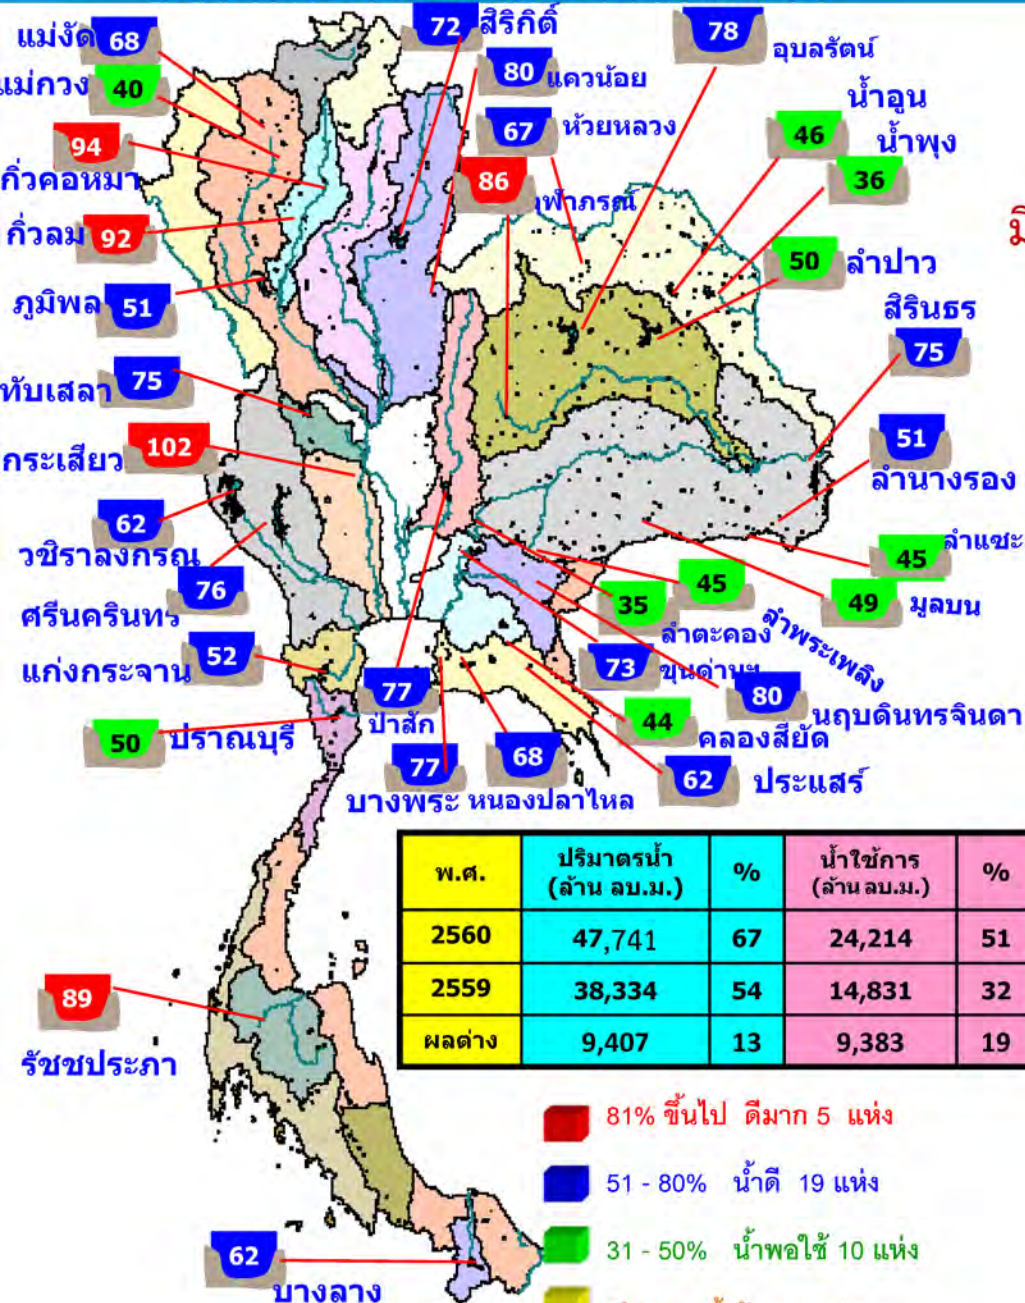 แม่งัด 68
72 สิริกิติ์
78 อุบลรัตน์
แม่กวง 40
80 แควน้อย
67 ห้วยหลวง
น้ำอูน 46
น้ำพุง 36
94
กิ่วคอหมา
86 ฬาภรณ์
กิ่วลม 92
50 ลำปาว
ภูมิพล 51
สิรินธร
75
ทับเสลา 75
กระเสียว 102
51
ลำนางรอง
62
วชิราลงกรณ
76
ศรีนครินทร์
45 ลำแซะ
45
35
ลำตะคอง
49 มูลบน
ลำพระเพลิง
แก่งกระจาน 52
77
ป่าสัก
73 ขุนด่านฯ
80
นฤบดินทรจินดา
50 ปราณบุรี
44
คลองสียัด
77
บางพระ
68
หนองปลาไหล
62 ประแสร์
พ.ศ. ปริมาตรน้ำ (ล้าน ลบ.ม.) % น้ำใช้การ (ล้าน ลบ.ม.) %
2560 47,741 67 24,214 51
2559 38,334 54 14,831 32
ผลต่าง 9,407 13 9,383 19
89
รัชชประภา
81% ขึ้นไป ดีมาก 5 แห่ง
51 - 80% น้ำดี 19 แห่ง
31 - 50% น้ำพอใช้ 10 แห่ง
62
บางลาง